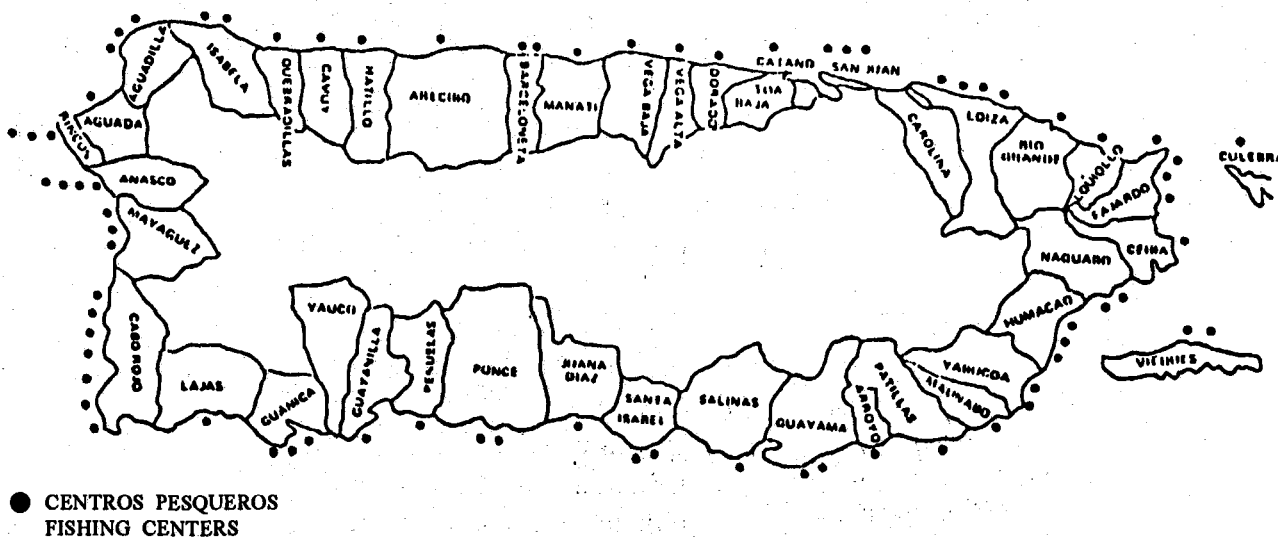 AGUADILLA
ISABELA
QUEBRADILLAS
CAMUY
HATILLO
ARECIBO
BARCELONETA
MANATI
VEGA BAJA
VEGA ALTA
DORADO
TOA
BAJA
CATANO
SAN JUAN
CAROLINA
LOIZA
RIO
GRANDE
LUQUILLO
FAJARDO
CEIBA
CULEBRA
AGUADA
RINCON
ANASCO
MAYAGUEZ
NAGUABO
HUMACAO
YABUCOA
MAUNABO
VIEQUES
CABO ROJO
LAJAS
GUANICA
YAUCO
GUAYANILLA
PENUELAS
PONCE
JUANA
DIAZ
SANTA
ISABEL
SALINAS
GUAYAMA
ARROYO
PATILLAS
CENTROS PESQUEROS
FISHING CENTERS